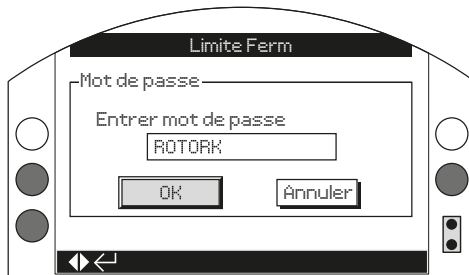 Limite Ferm
Mot de passe
Entrer mot de passe
ROTORK
OK Annuler